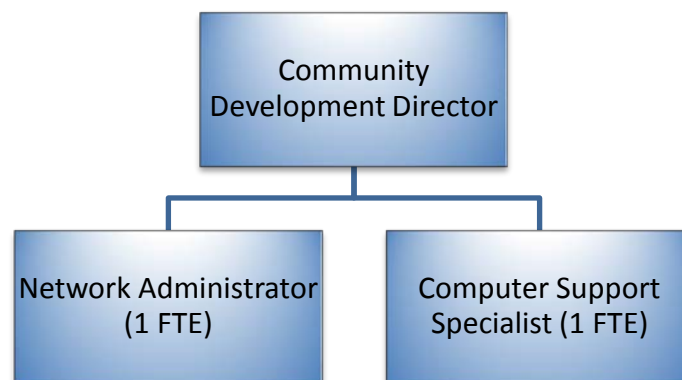 Community
Development Director
Network Administrator
(1 FTE)
Computer Support
Specialist (1 FTE)